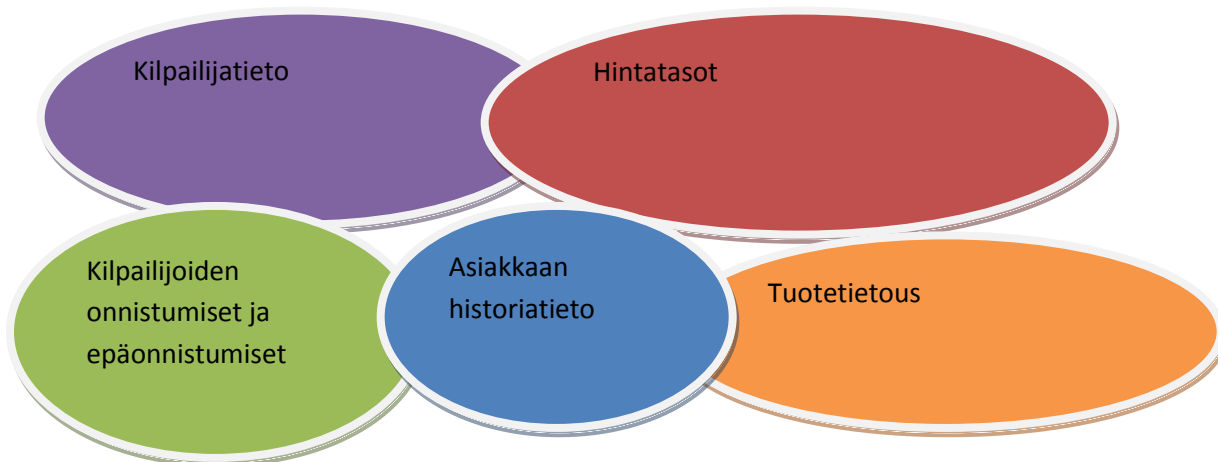 Kilpailijatieto
Hintatasot
Kilpailijoiden
onnistumiset ja
epäonnistumiset
Asiakkaan
historiatieto
Tuotetietous